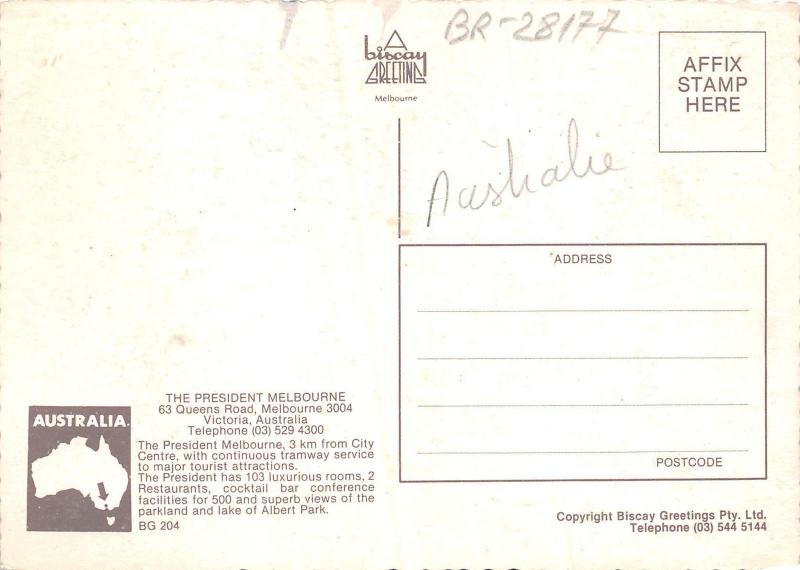 BR-28177
A
biscay
GREETING
Melbourne
AFFIX
STAMP
HERE
Australie
ADDRESS
POSTCODE
AUSTRALIA
THE PRESIDENT MELBOURNE
63 Queens Road, Melbourne 3004
Victoria, Australia
Telephone (03) 529 4300
The President Melbourne, 3 km from City
Centre, with continuous tramway service
to major tourist attractions.
The President has 103 luxurious rooms, 2
Restaurants, cocktail bar conference
facilities for 500 and superb views of the
parkland and lake of Albert Park.
BG 204
Copyright Biscay Greetings Pty. Ltd.
Telephone (03) 544 5144